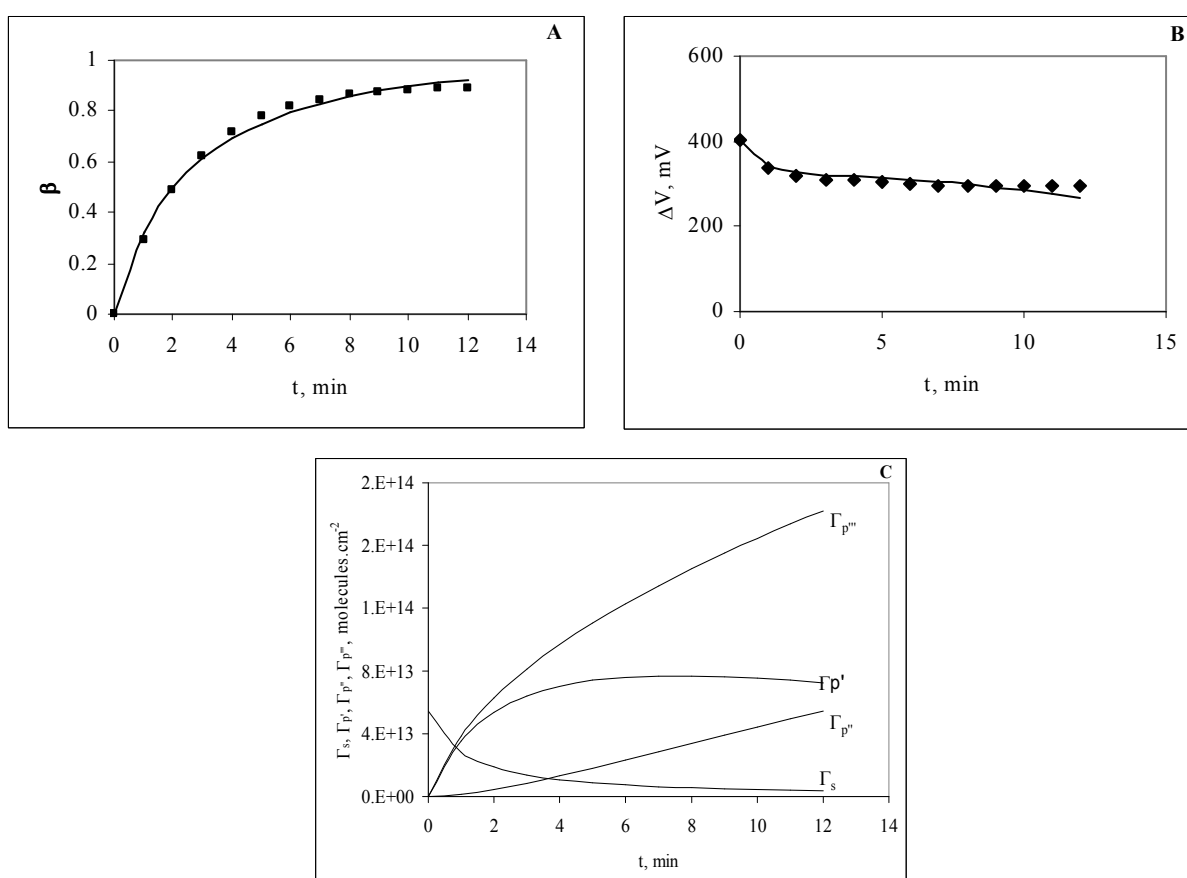 A
1
0.8
0.6
0.4
0.2
0
β
0 2 4 6 8 10 12 14
t, min
B
600
400
200
0
ΔV, mV
0 5 10 15
t, min
C
2.E+14
2.E+14
1.E+14
8.E+13
4.E+13
0.E+00
Γs, Γp', Γp'', Γp''', molecules.cm-2
Γp'''
Γp'
Γp''
Γs
0 2 4 6 8 10 12 14
t, min